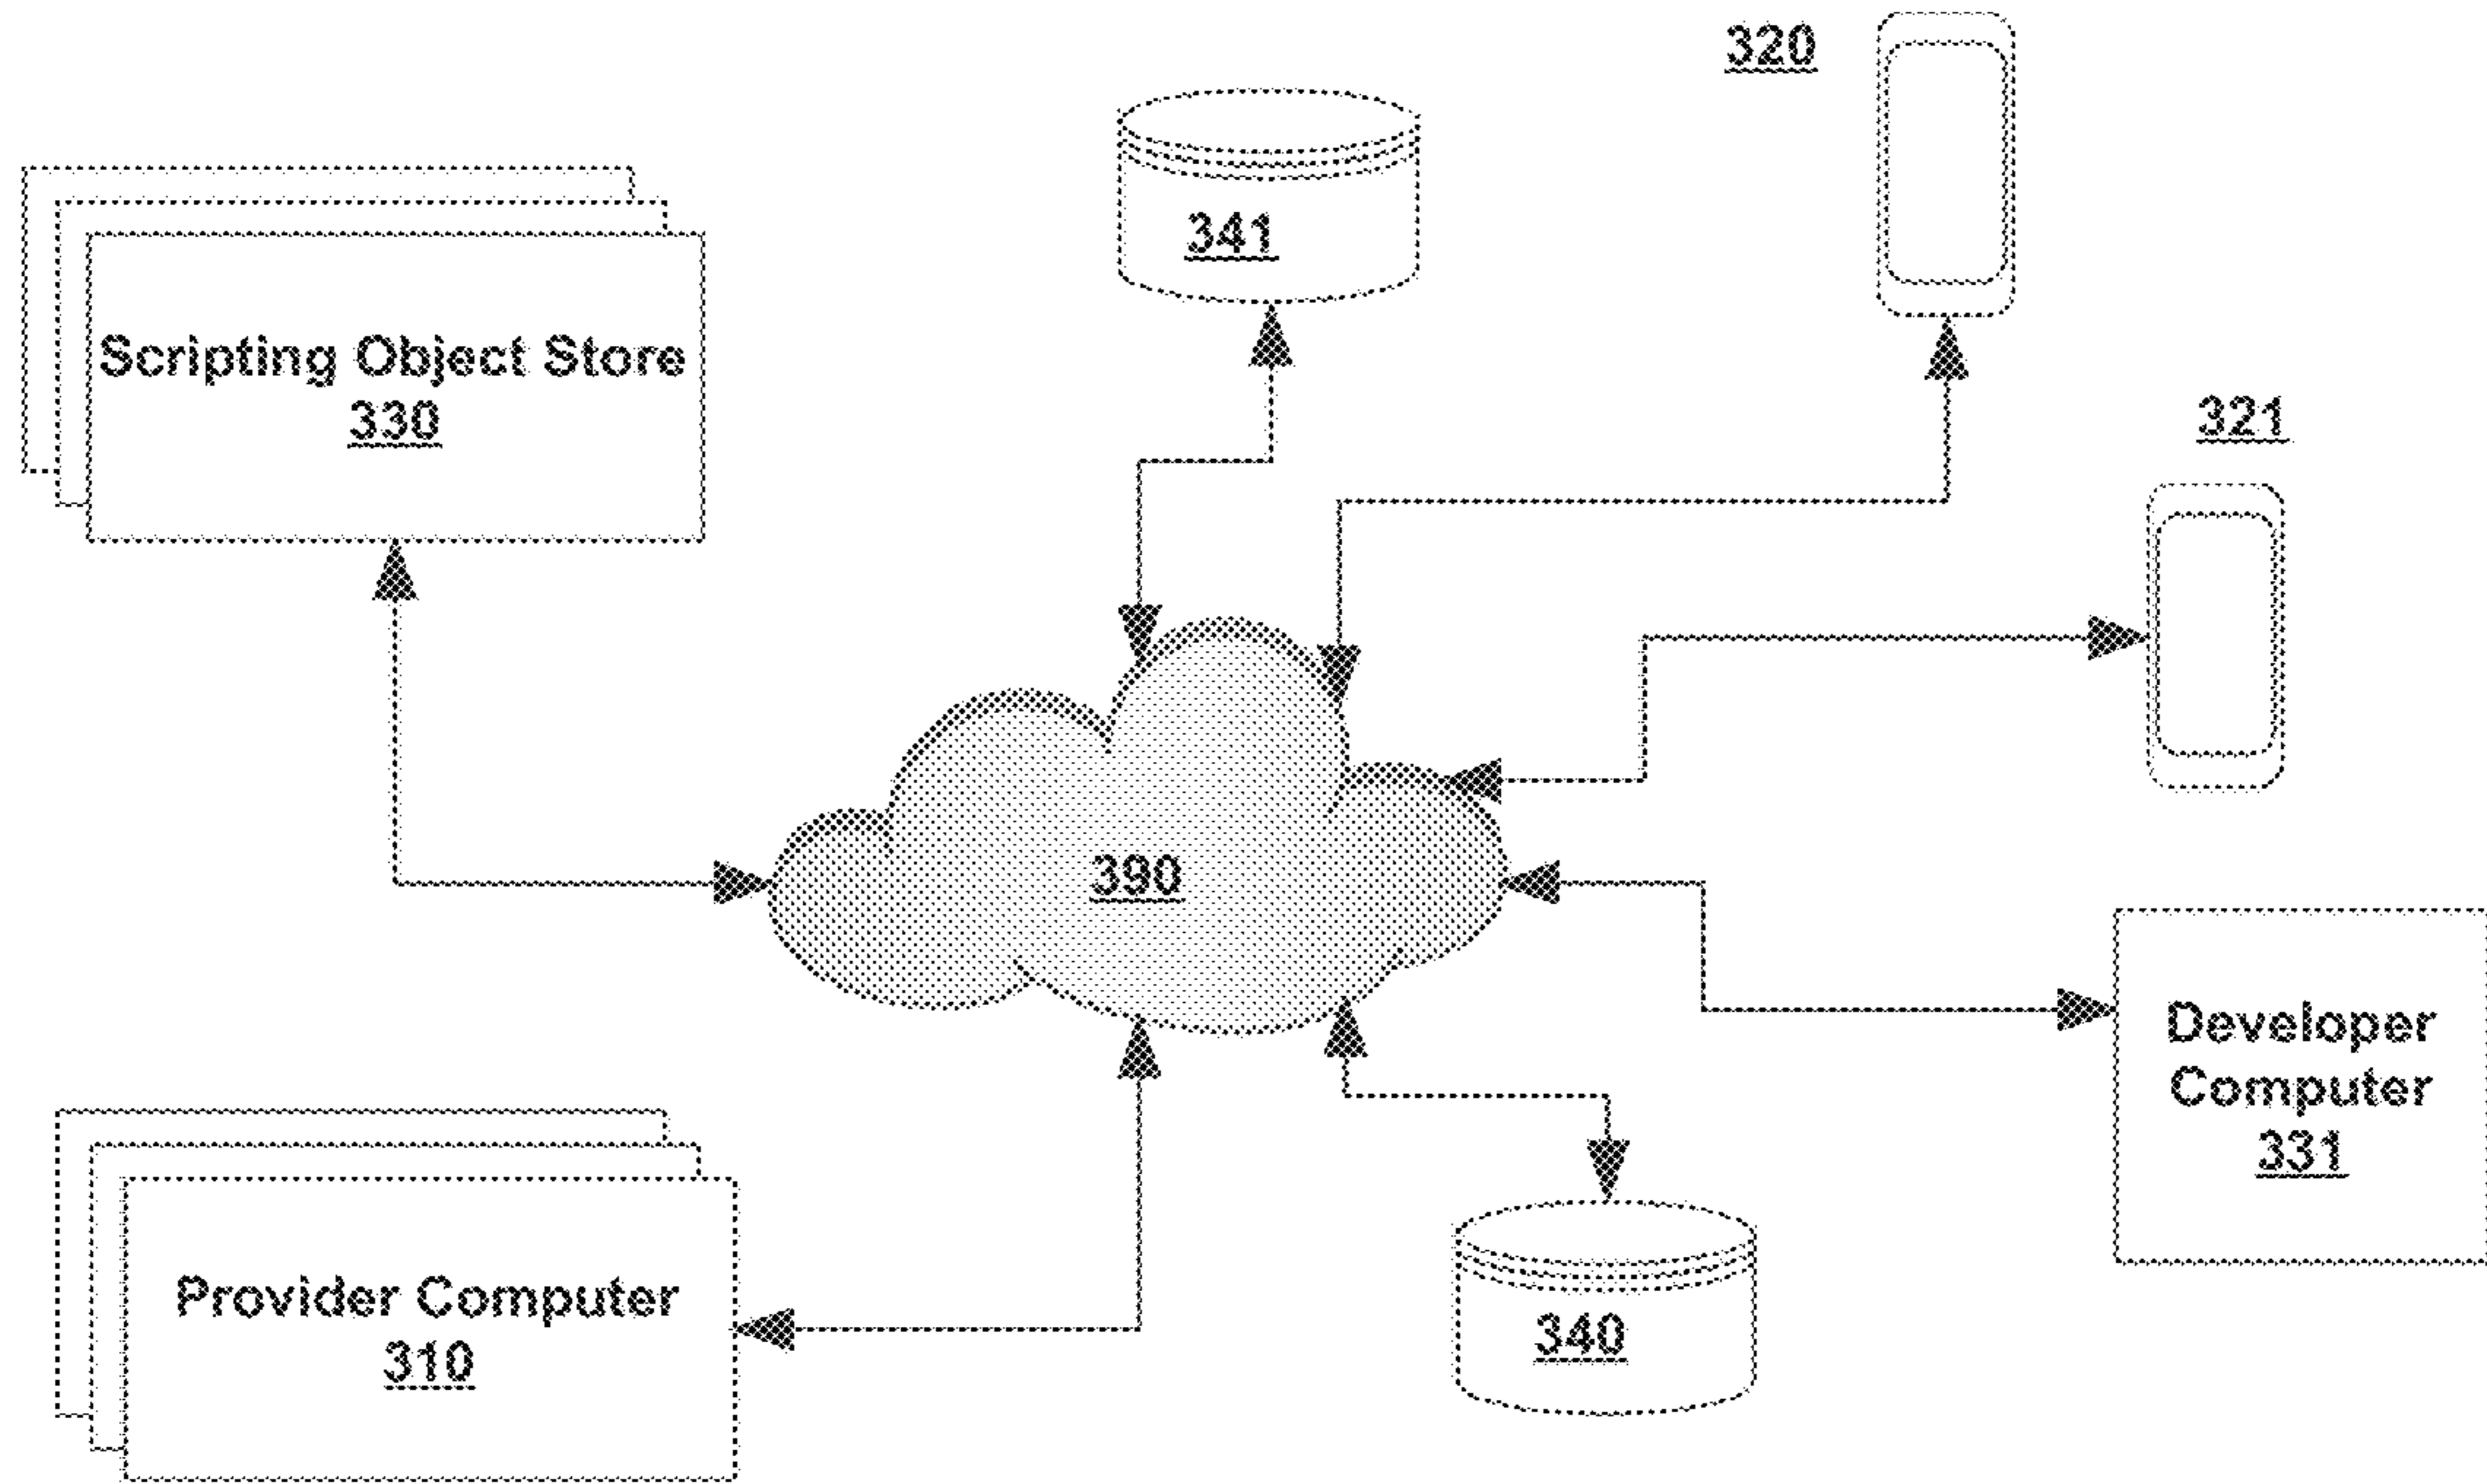 320
341
Scripting Object Store
330
321
390
Developer
Computer
331
Provider Computer
310
340